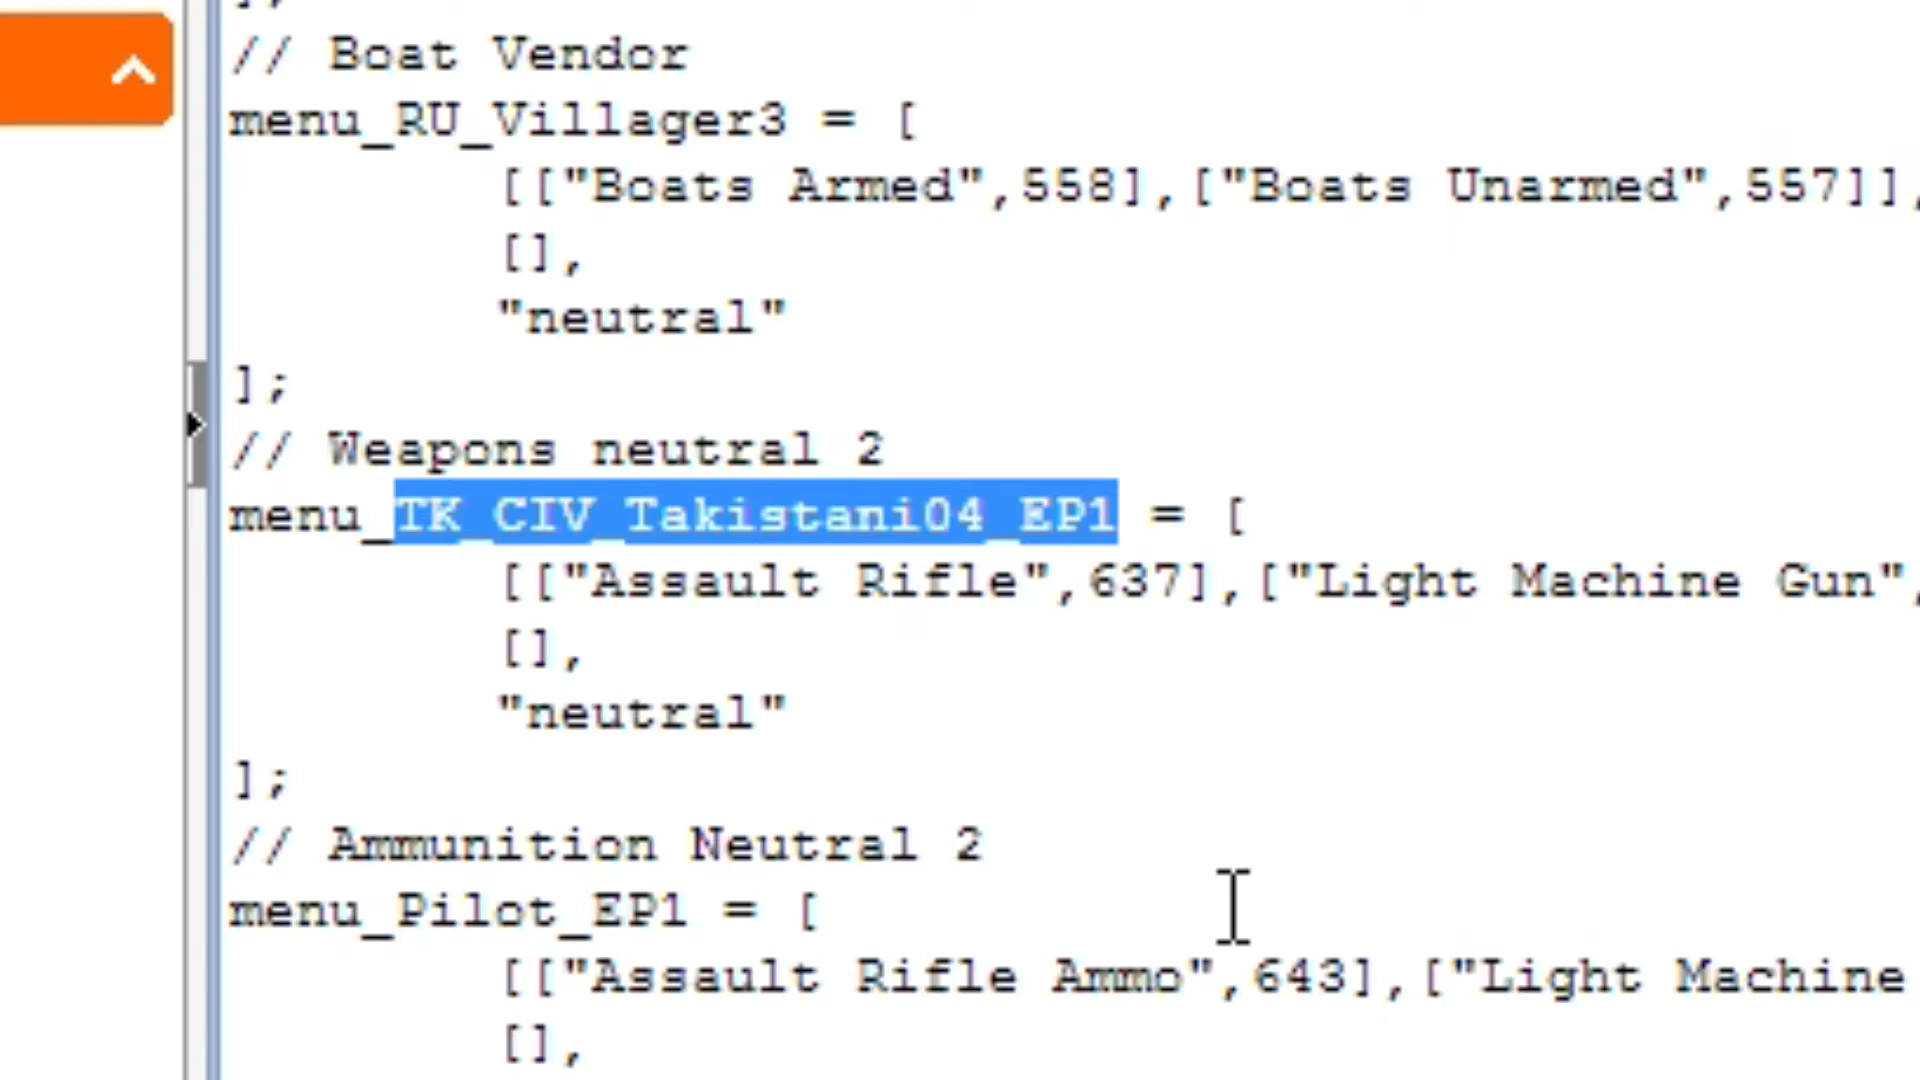 // Boat Vendor
menu_RU_Villager3 = [
[["Boats Armed",558],["Boats Unarmed",557]],
[],
"neutral"
];
// Weapons neutral 2
menu_TK_CIV_Takistani04_EP1 = [
[["Assault Rifle",637],["Light Machine Gun",
[],
"neutral"
];
// Ammunition Neutral 2
menu_Pilot_EP1 = [
[["Assault Rifle Ammo",643],["Light Machine
[],